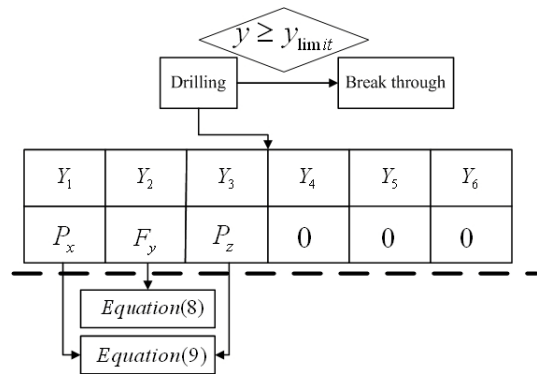 y ≥ y_limit
Drilling Break through
Y_1 Y_2 Y_3 Y_4 Y_5 Y_6
P_x F_y P_z 0 0 0
Equation(8)
Equation(9)